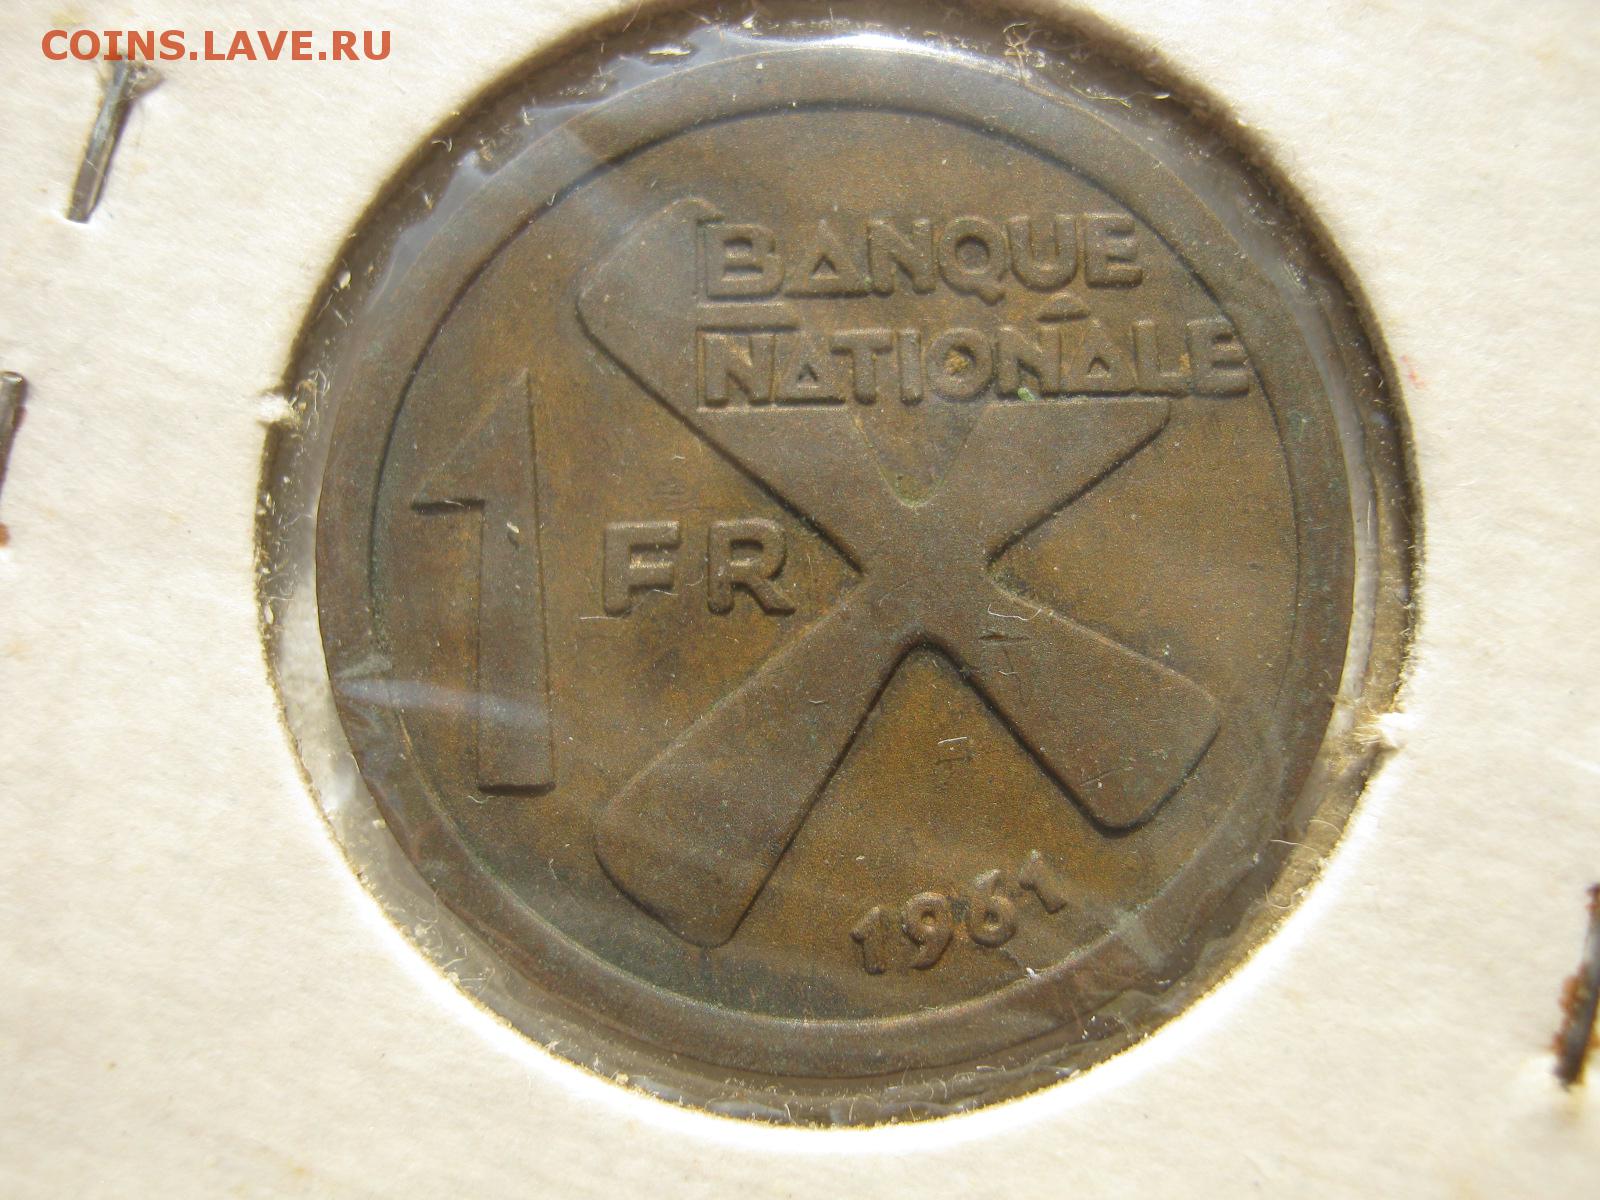 COINS.LAVE.RU
BANQUE
NATIONALE
1 FR
1961